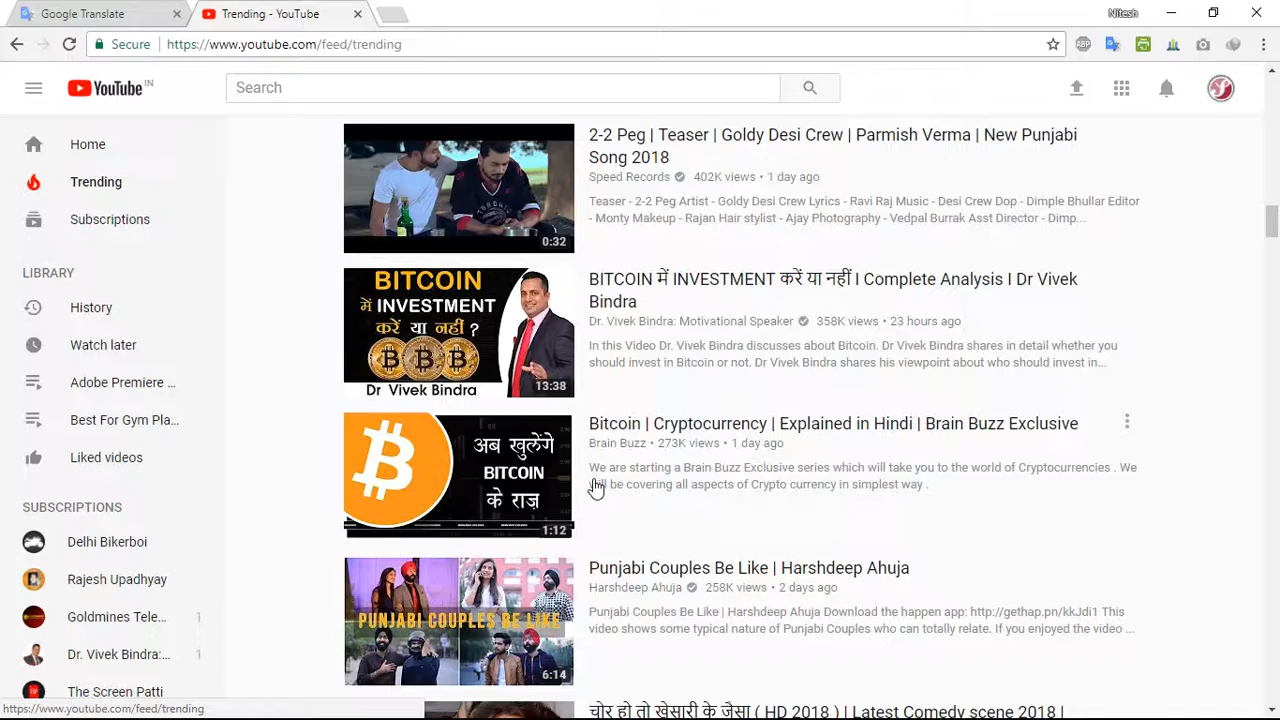 Google Translate
Trending - YouTube
Nitesh
Secure
https://www.youtube.com/feed/trending
ABP
YouTube IN
Search
Home
Trending
Subscriptions
LIBRARY
History
Watch later
Adobe Premiere ...
Best For Gym Pla...
Liked videos
SUBSCRIPTIONS
Delhi Bikerboi
Rajesh Upadhyay
Goldmines Tele... 1
Dr. Vivek Bindra:... 1
The Screen Patti
https://www.youtube.com/feed/trending
TORONTO
0:32
2-2 Peg | Teaser | Goldy Desi Crew | Parmish Verma | New Punjabi
Song 2018
Speed Records 402K views • 1 day ago
Teaser - 2-2 Peg Artist - Goldy Desi Crew Lyrics - Ravi Raj Music - Desi Crew Dop - Dimple Bhullar Editor
- Monty Makeup - Rajan Hair stylist - Ajay Photography - Vedpal Burrak Asst Director - Dimp...
BITCOIN
में INVESTMENT
करें या नहीं ?
Dr Vivek Bindra
13:38
BITCOIN में INVESTMENT करें या नहीं I Complete Analysis I Dr Vivek
Bindra
Dr. Vivek Bindra: Motivational Speaker 358K views • 23 hours ago
In this Video Dr. Vivek Bindra discusses about Bitcoin. Dr Vivek Bindra shares in detail whether you
should invest in Bitcoin or not. Dr Vivek Bindra shares his viewpoint about who should invest in...
अब खुलेंगे
BITCOIN
के राज़
1:12
Bitcoin | Cryptocurrency | Explained in Hindi | Brain Buzz Exclusive
Brain Buzz • 273K views • 1 day ago
We are starting a Brain Buzz Exclusive series which will take you to the world of Cryptocurrencies . We
will be covering all aspects of Crypto currency in simplest way .
PUNJABI COUPLES BE LIKE
6:14
Punjabi Couples Be Like | Harshdeep Ahuja
Harshdeep Ahuja 258K views • 2 days ago
Punjabi Couples Be Like | Harshdeep Ahuja Download the happen app: http://gethap.pn/kkJdi1 This
video shows some typical nature of Punjabi Couples who can totally relate. If you enjoyed the video ...
चोर हो तो खेसारी के जैसा ( HD 2018 ) | Latest Comedy scene 2018 |